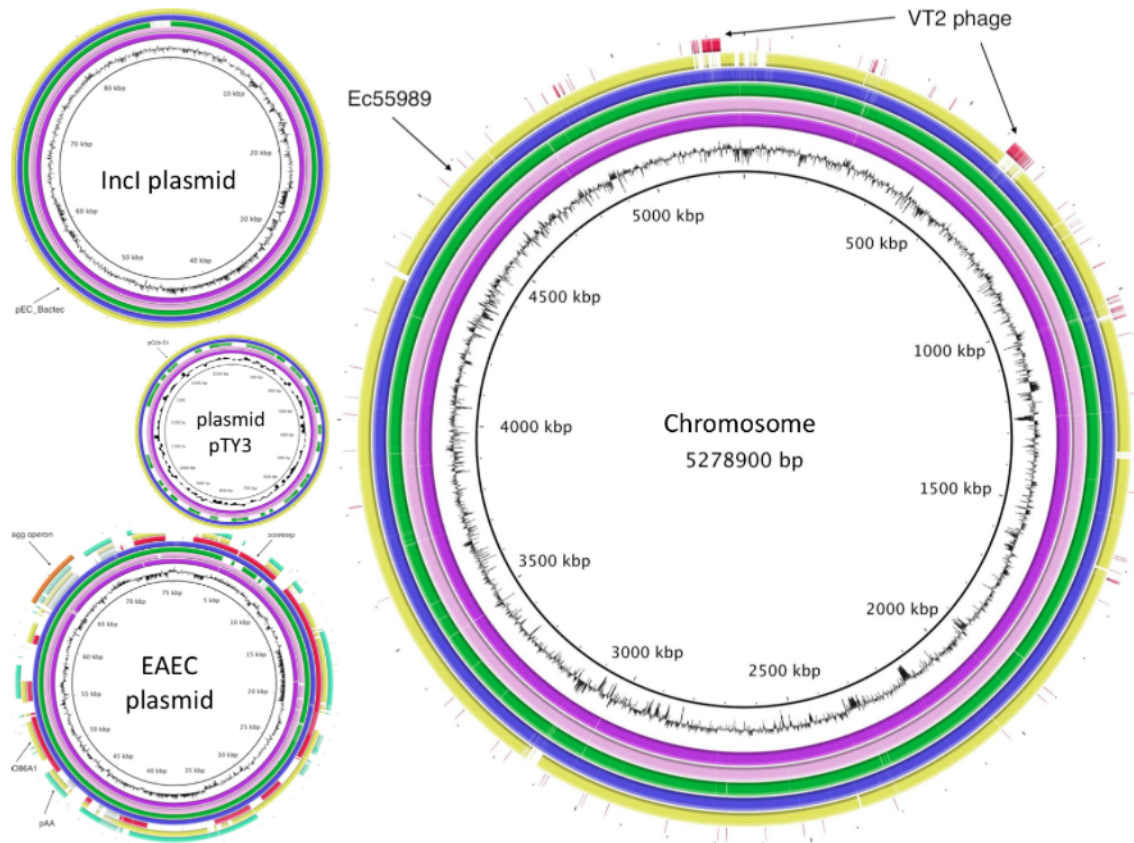 VT2 phage
Ec55989
Chromosome
5278900 bp
500 kbp
1000 kbp
1500 kbp
2000 kbp
2500 kbp
3000 kbp
3500 kbp
4000 kbp
4500 kbp
5000 kbp
IncI plasmid
10 kbp
20 kbp
30 kbp
40 kbp
50 kbp
60 kbp
70 kbp
80 kbp
pEC_Bactec
plasmid
pTY3
agg operon
EAEC
plasmid
5 kbp
10 kbp
15 kbp
20 kbp
25 kbp
30 kbp
35 kbp
40 kbp
45 kbp
50 kbp
55 kbp
60 kbp
65 kbp
70 kbp
75 kbp
O86A1
pAA